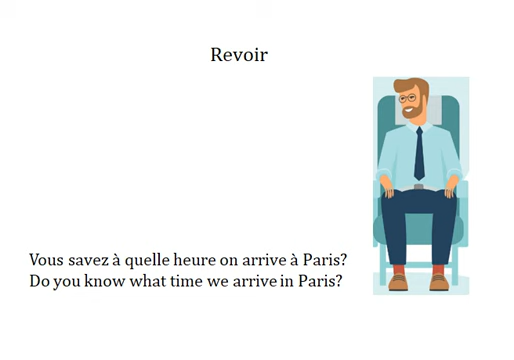 Revoir
Vous savez à quelle heure on arrive à Paris?
Do you know what time we arrive in Paris?